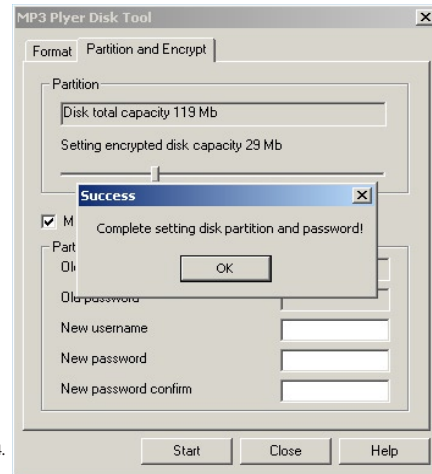 MP3 Plyer Disk Tool
Format Partition and Encrypt
Partition
Disk total capacity 119 Mb
Setting encrypted disk capacity 29 Mb
Success
Complete setting disk partition and password!
OK
Old password
New username
New password
New password confirm
Start Close Help